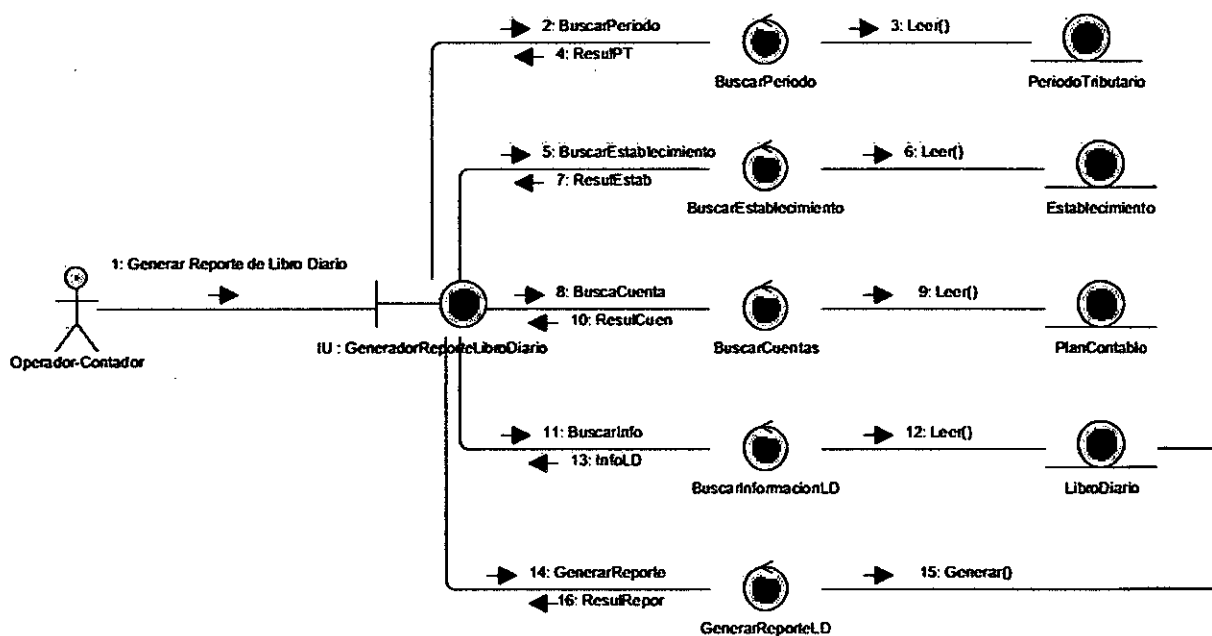 2: BuscarPeriodo
3: Leer()
4: ResulPT
BuscarPeriodo
PeriodoTributario
5: BuscarEstablecimiento
6: Leer()
7: ResulEstab
BuscarEstablecimiento
Establecimiento
1: Generar Reporte de Libro Diario
8: BuscaCuenta
9: Leer()
10: ResulCuen
Operador-Contador
IU : GeneradorReporteLibroDiario
BuscarCuentas
PlanContable
11: BuscarInfo
12: Leer()
13: InfoLD
BuscarInformacionLD
LibroDiario
14: GenerarReporte
15: Generar()
16: ResulRepor
GenerarReporteLD